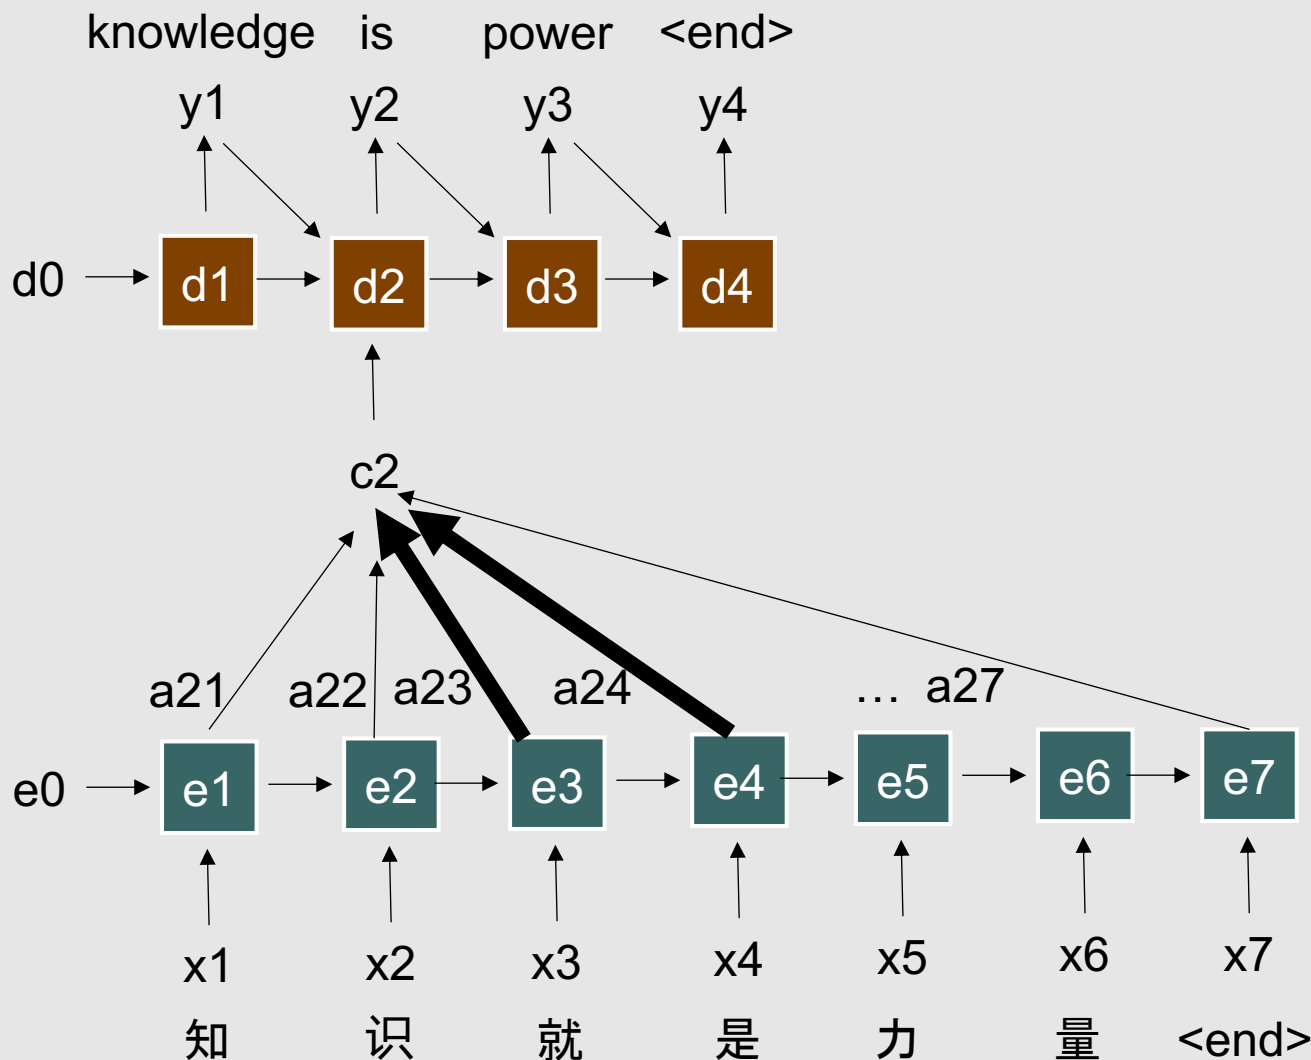 knowledge is power <end>
y1 y2 y3 y4
d0 d1 d2 d3 d4
c2
a21 a22 a23 a24 … a27
e0 e1 e2 e3 e4 e5 e6 e7
x1 x2 x3 x4 x5 x6 x7
知 识 就 是 力 量 <end>